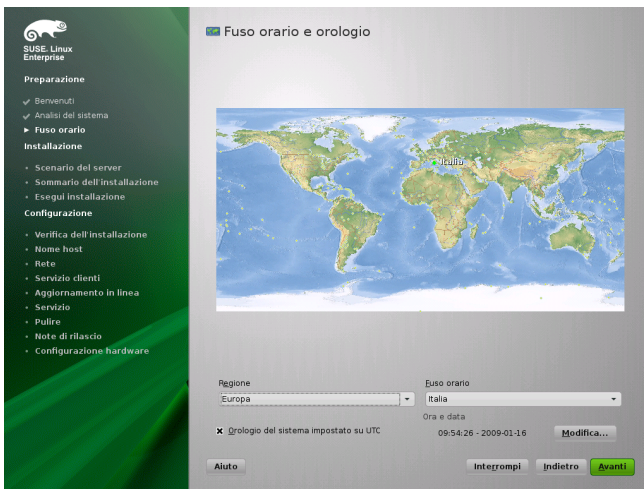 SUSE. Linux
Enterprise
Preparazione
Benvenuti
Analisi del sistema
Fuso orario
Installazione
Scenario del server
Sommario dell'installazione
Esegui installazione
Configurazione
Verifica dell'installazione
Nome host
Rete
Servizio clienti
Aggiornamento in linea
Servizio
Pulire
Note di rilascio
Configurazione hardware
Fuso orario e orologio
Italia
Regione
Europa
Fuso orario
Italia
Orologio del sistema impostato su UTC
Ora e data
09:54:26 - 2009-01-16
Modifica...
Aiuto
Interrompi
Indietro
Avanti